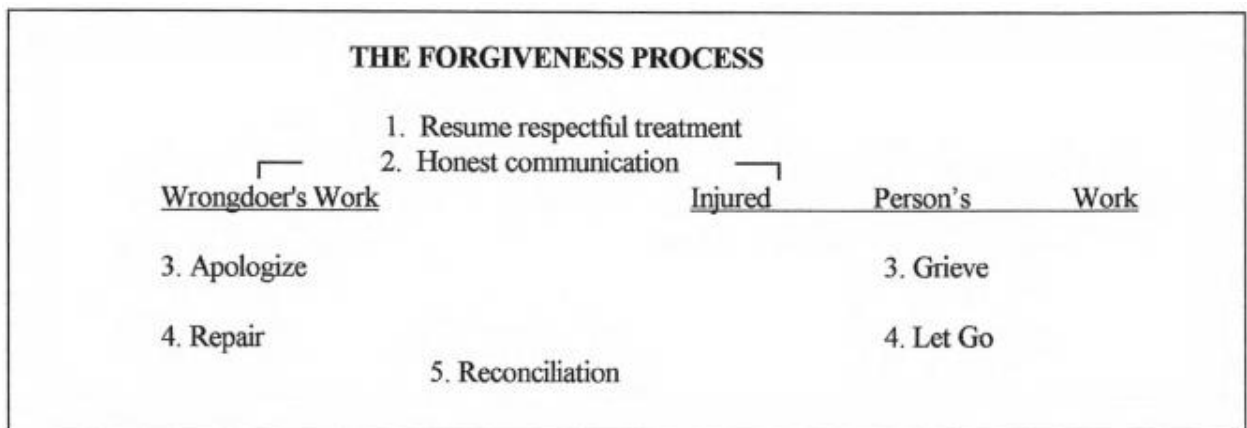 THE FORGIVENESS PROCESS
1. Resume respectful treatment
2. Honest communication
Wrongdoer's Work
Injured Person's Work
3. Apologize
3. Grieve
4. Repair
4. Let Go
5. Reconciliation